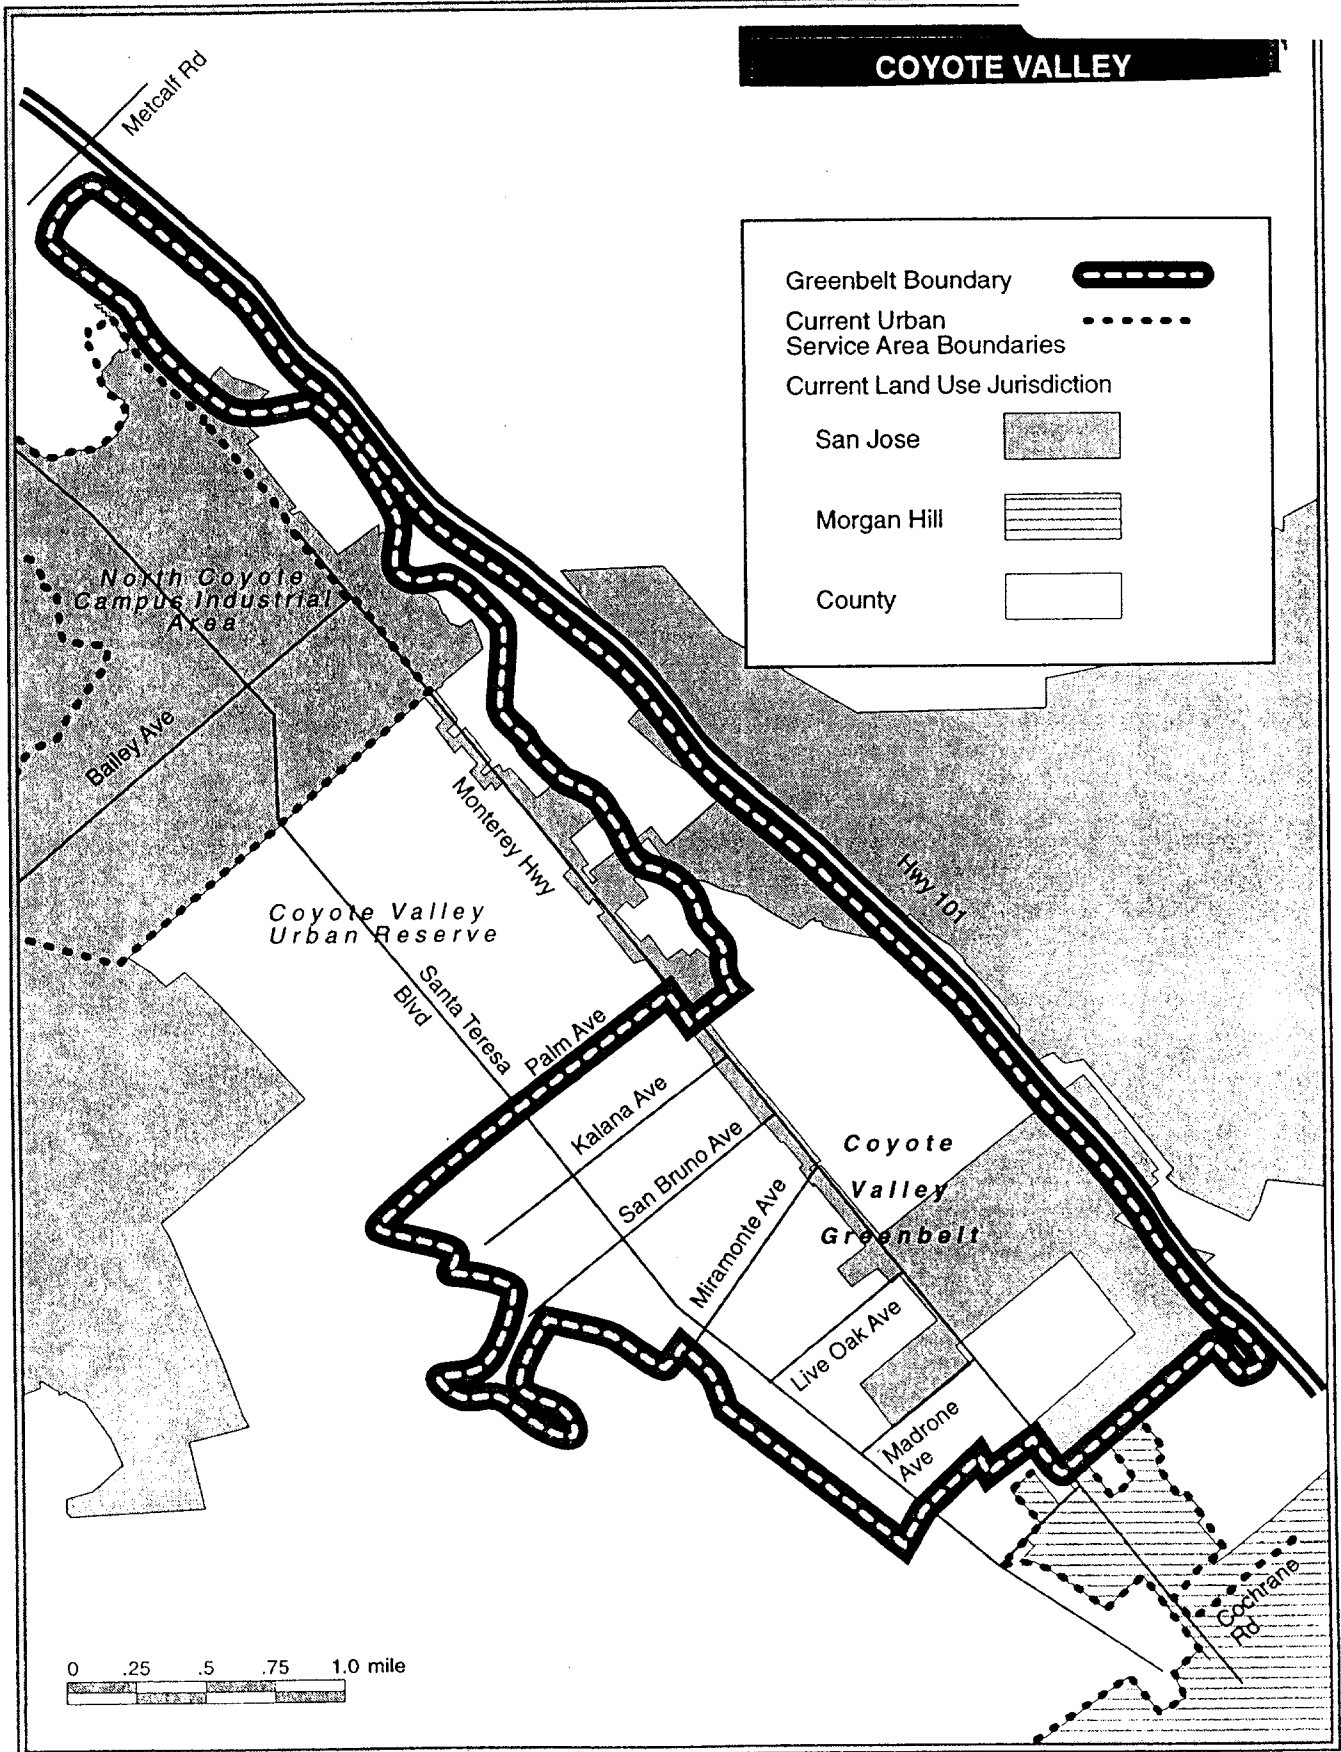 COYOTE VALLEY
Metcalf Rd
Greenbelt Boundary
Current Urban
Service Area Boundaries
Current Land Use Jurisdiction
San Jose
Morgan Hill
County
North Coyote
Campus Industrial
Area
Bailey Ave
Monterey Hwy
Hwy 101
Coyote Valley
Urban Reserve
Santa Teresa
Blvd
Palm Ave
Kalana Ave
San Bruno Ave
Miramonte Ave
Coyote
Valley
Greenbelt
Live Oak Ave
Madrone
Ave
Cochrane
Rd
0 .25 .5 .75 1.0 mile